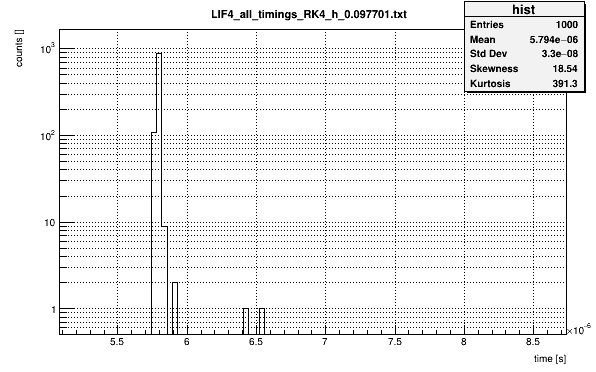 LIF4_all_timings_RK4_h_0.097701.txt
hist
Entries 1000
Mean 5.794e−06
Std Dev 3.3e−08
Skewness 18.54
Kurtosis 391.3
counts []
10³
10²
10
1
5.5 6 6.5 7 7.5 8 8.5
×10⁻⁶
time [s]